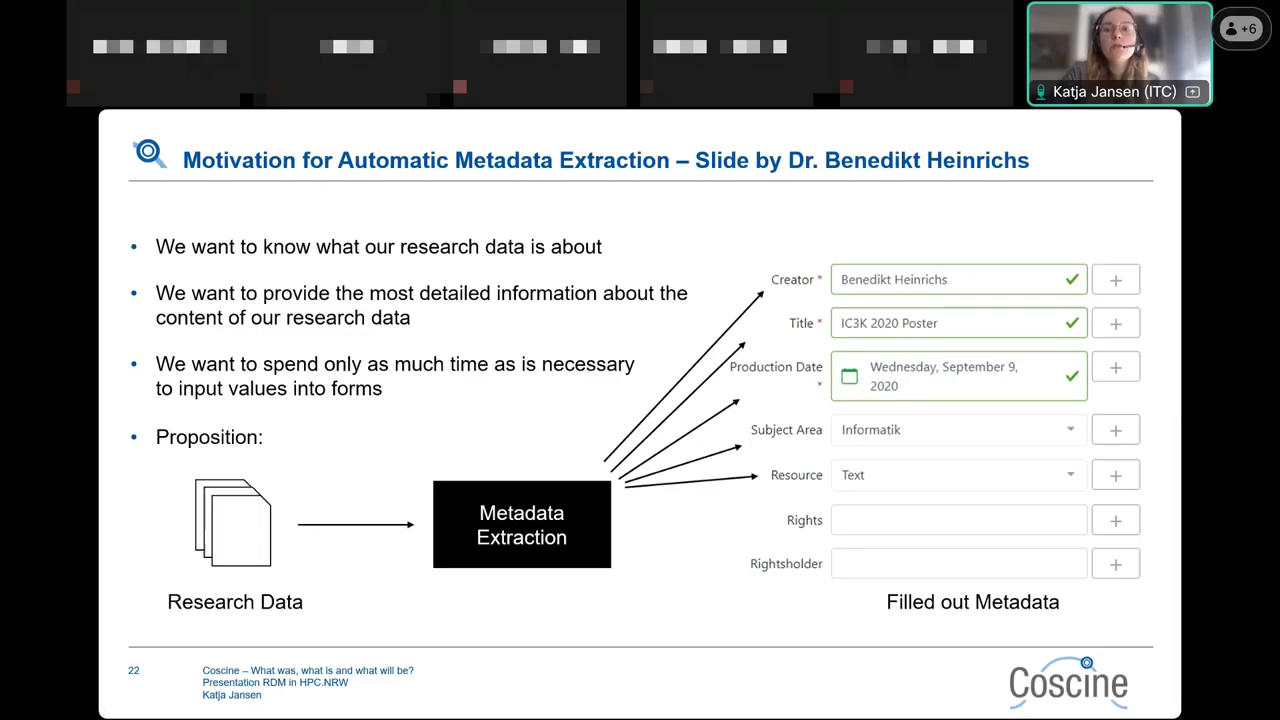 +6
Katja Jansen (ITC)
Motivation for Automatic Metadata Extraction – Slide by Dr. Benedikt Heinrichs
• We want to know what our research data is about
• We want to provide the most detailed information about the
content of our research data
• We want to spend only as much time as is necessary
to input values into forms
• Proposition:
Research Data
Metadata
Extraction
Creator *
Benedikt Heinrichs
+
Title *
IC3K 2020 Poster
+
Production Date
*
Wednesday, September 9,
2020
+
Subject Area
Informatik
+
Resource
Text
+
Rights
+
Rightsholder
+
Filled out Metadata
22
Coscine – What was, what is and what will be?
Presentation RDM in HPC.NRW
Katja Jansen
Coscine